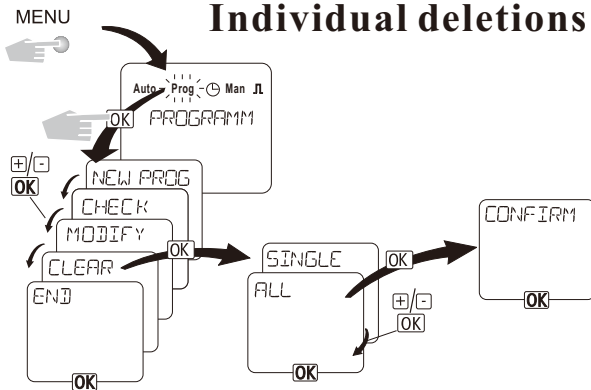 MENU
Individual deletions
Auto Prog Man
OK
PROGRAMM
+/-
OK
NEW PROG
CHECK
MODIFY
CLEAR
END
OK
OK
SINGLE
ALL
OK
+/-
OK
OK
CONFIRM
OK